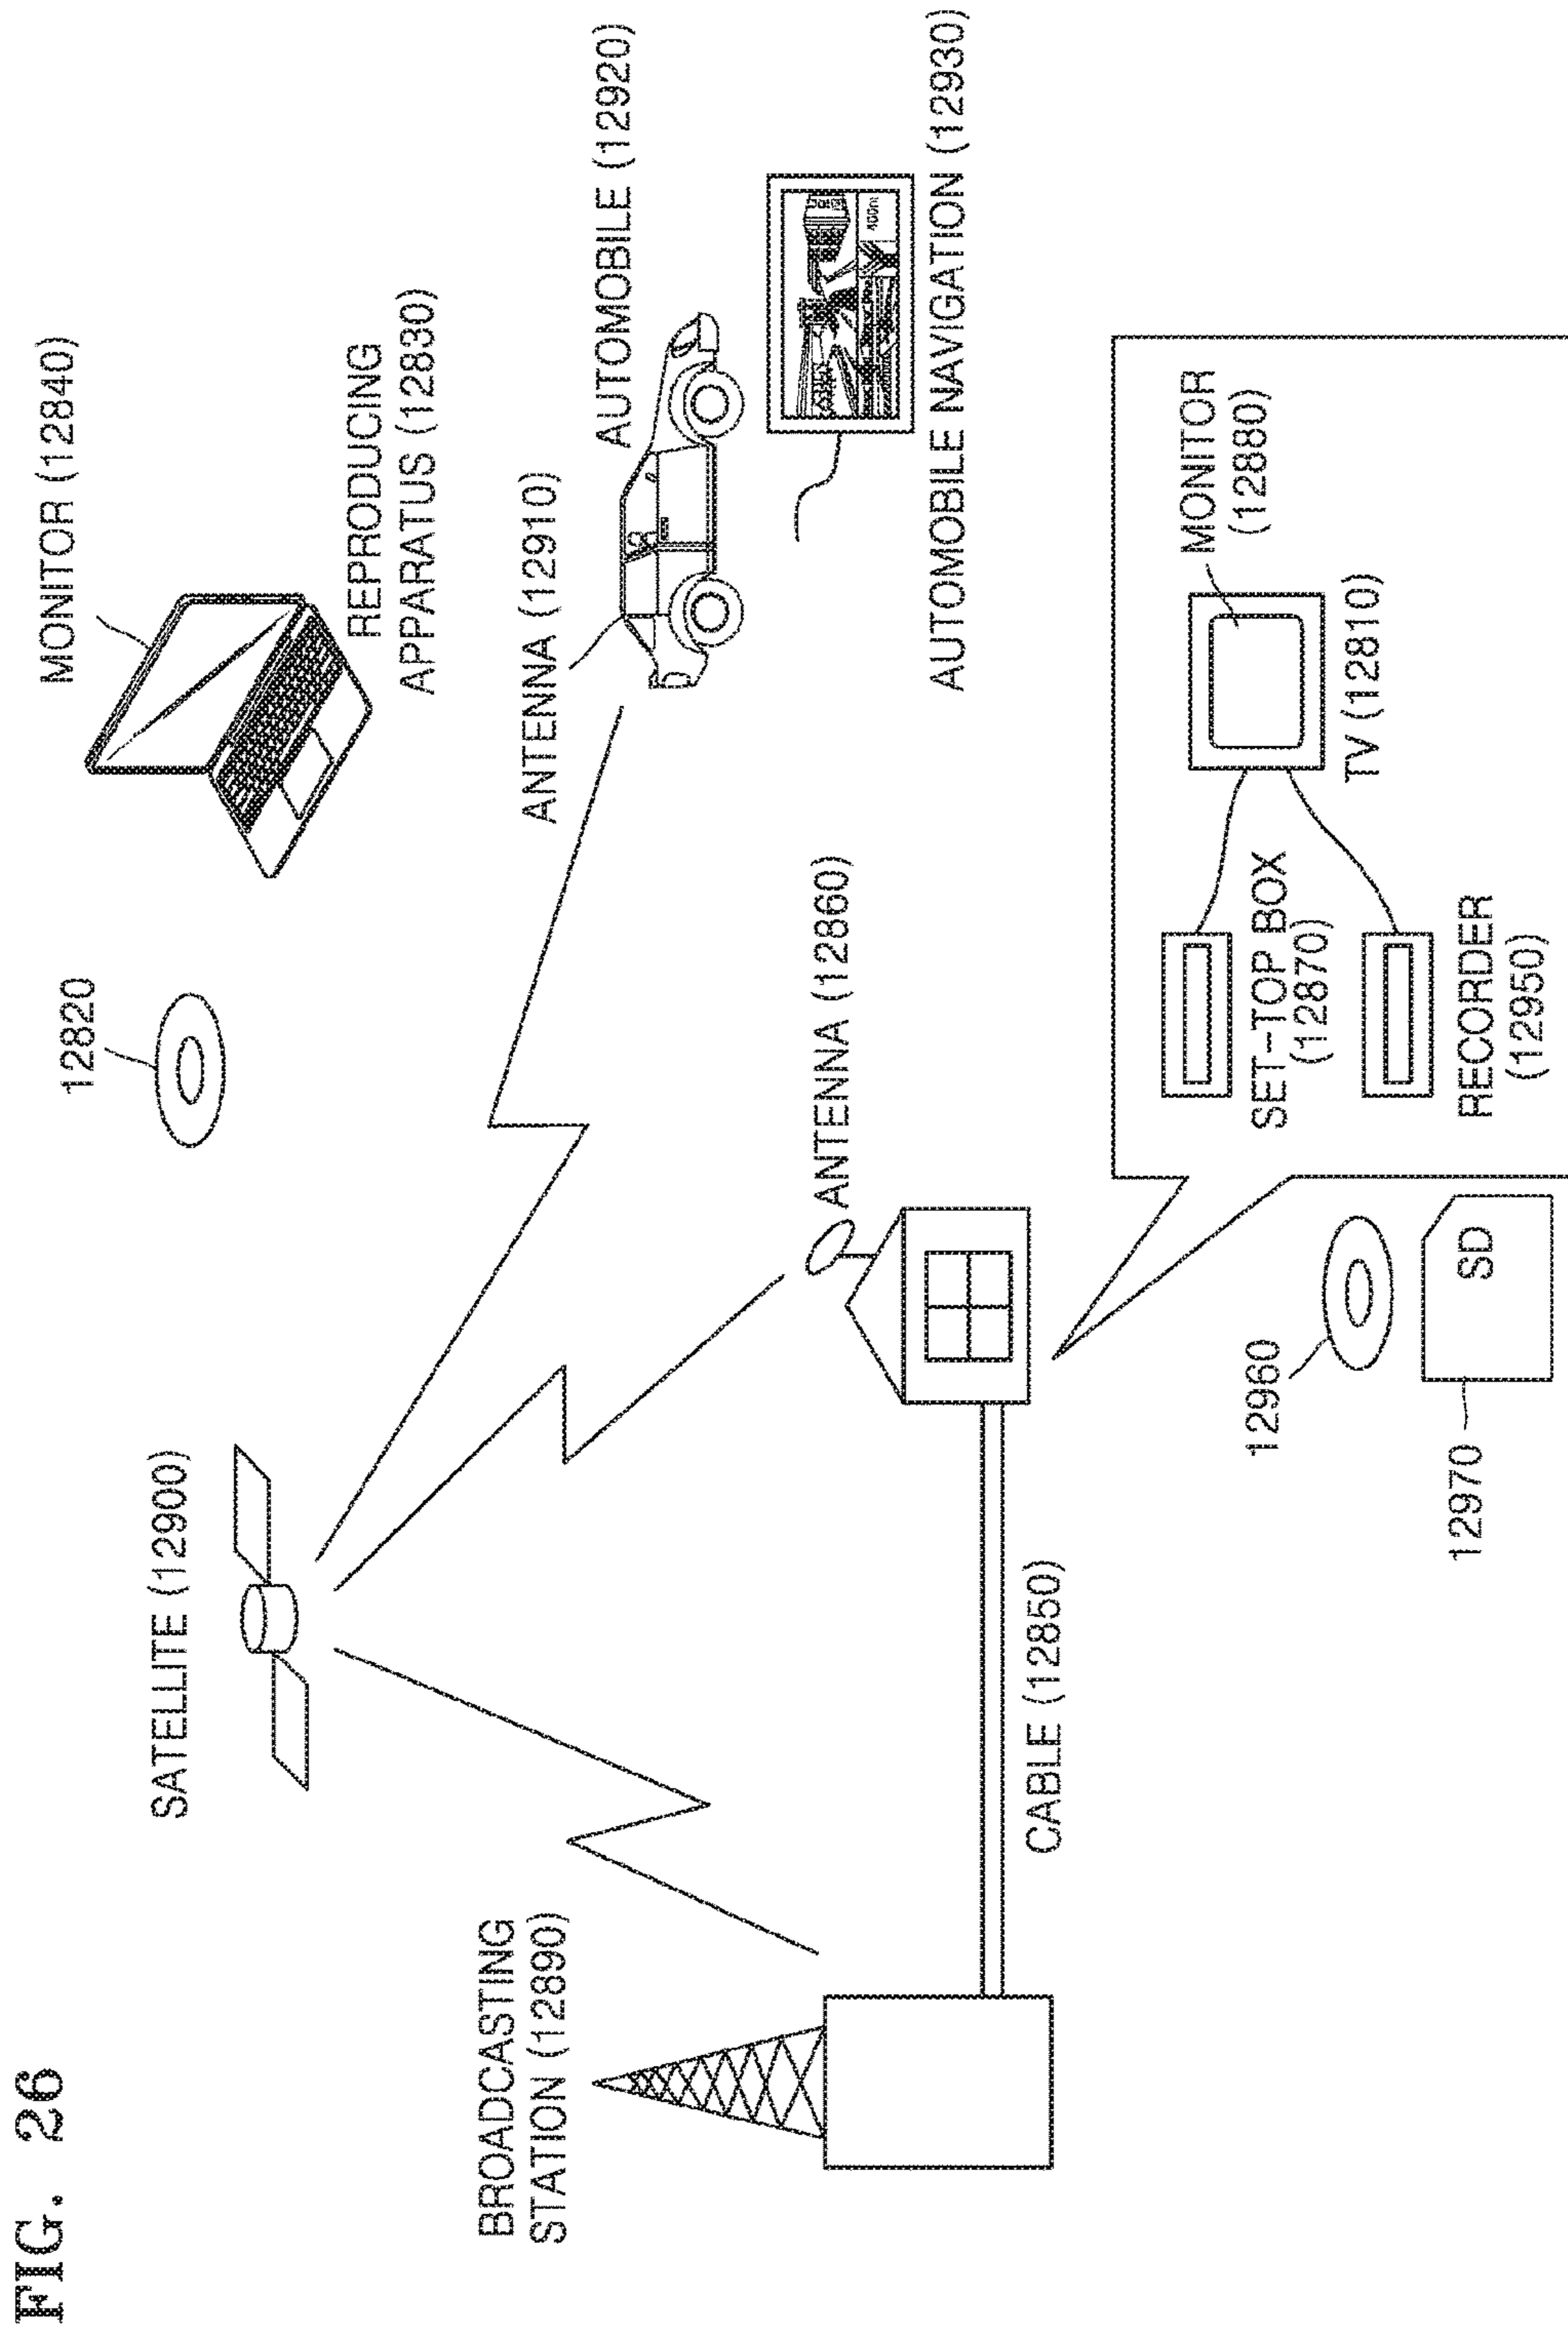 FIG. 26
SATELLITE (12900)
12820
MONITOR (12840)
REPRODUCING
APPARATUS (12830)
BROADCASTING
STATION (12890)
ANTENNA (12910)
AUTOMOBILE (12920)
ANTENNA (12860)
AUTOMOBILE NAVIGATION (12930)
400m
CABLE (12850)
MONITOR
(12880)
SET-TOP BOX
(12870)
TV (12810)
RECORDER
(12950)
12960
SD
12970